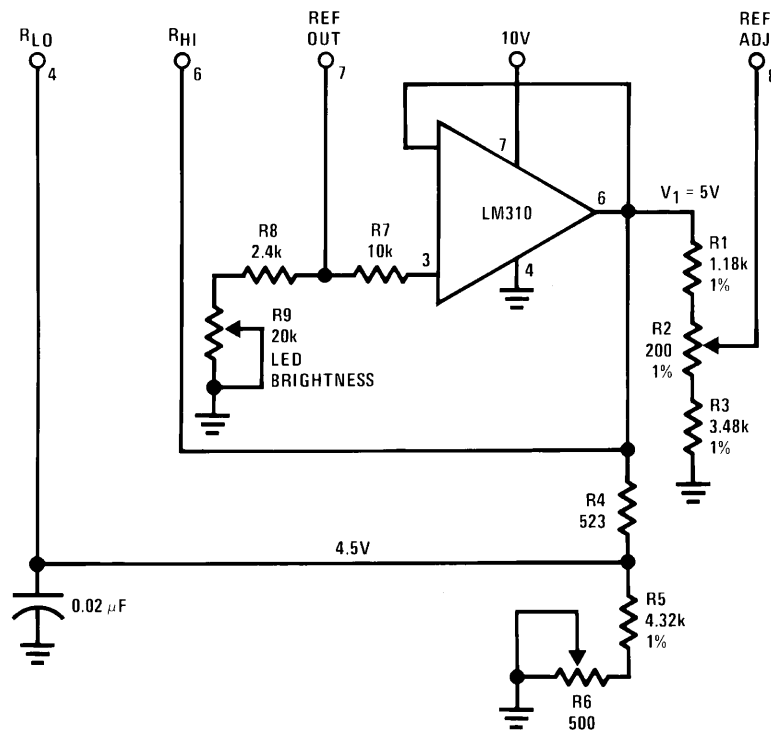 RLO
4
RHI
6
REF
OUT
7
10V
REF
ADJ
8
7
LM310
6
V1 = 5V
3
4
R8
2.4k
R7
10k
R1
1.18k
1%
R9
20k
LED
BRIGHTNESS
R2
200
1%
R3
3.48k
1%
R4
523
4.5V
0.02 μF
R5
4.32k
1%
R6
500